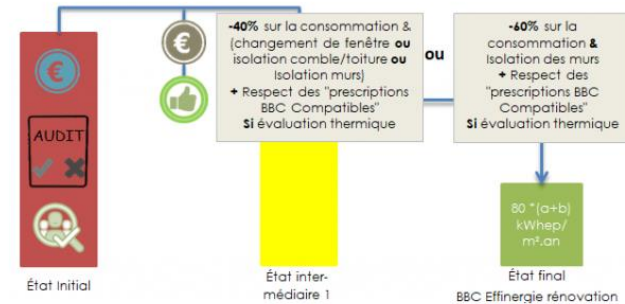 -40% sur la consommation &
(changement de fenêtre ou
isolation comble/toiture ou
Isolation murs)
+ Respect des "prescriptions
BBC Compatibles"
Si évaluation thermique
ou
-60% sur la
consommation &
Isolation des murs
+ Respect des
"prescriptions BBC
Compatibles"
Si évaluation thermique
€
€
AUDIT
80 *(a+b)
kWhep/
m².an
État Initial
État inter-
médiaire 1
État final
BBC Effinergie rénovation